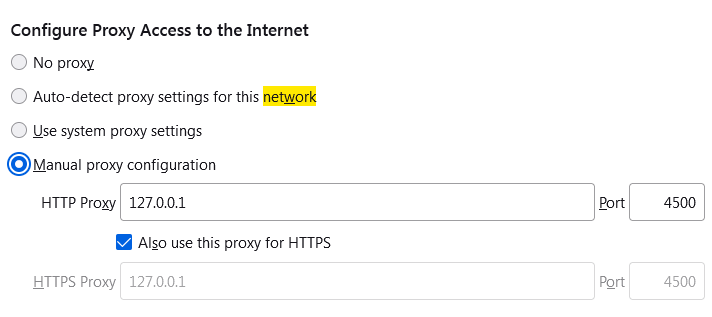 Configure Proxy Access to the Internet
No proxy
Auto-detect proxy settings for this network
Use system proxy settings
Manual proxy configuration
HTTP Proxy 127.0.0.1 Port 4500
Also use this proxy for HTTPS
HTTPS Proxy 127.0.0.1 Port 4500